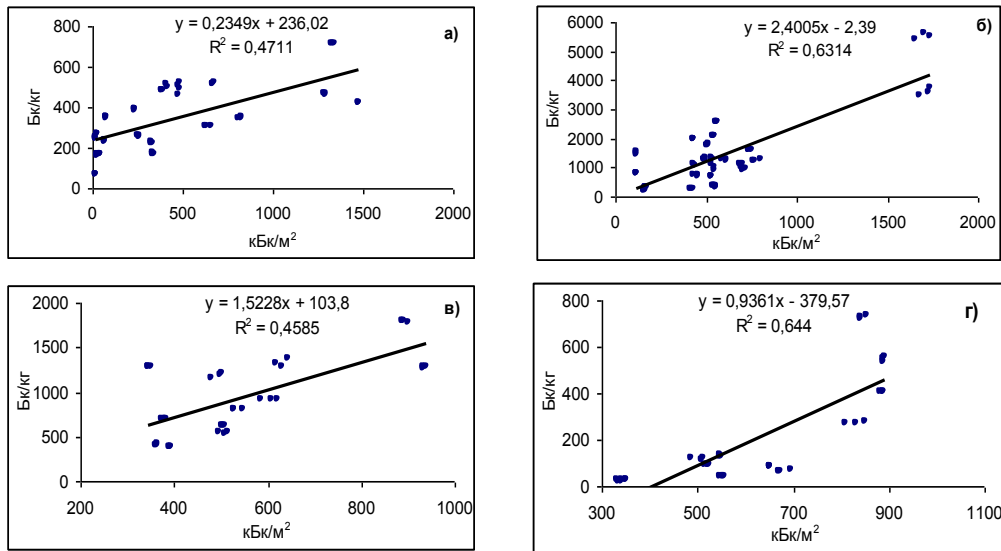 y = 0,2349x + 236,02
R² = 0,4711
а)
Бк/кг
800
600
400
200
0
0 500 1000 1500 2000
кБк/м²
y = 2,4005x - 2,39
R² = 0,6314
б)
Бк/кг
6000
5000
4000
3000
2000
1000
0
0 500 1000 1500 2000
кБк/м²
y = 1,5228x + 103,8
R² = 0,4585
в)
Бк/кг
2000
1500
1000
500
0
200 400 600 800 1000
кБк/м²
y = 0,9361x - 379,57
R² = 0,644
г)
Бк/кг
800
600
400
200
0
300 500 700 900 1100
кБк/м²